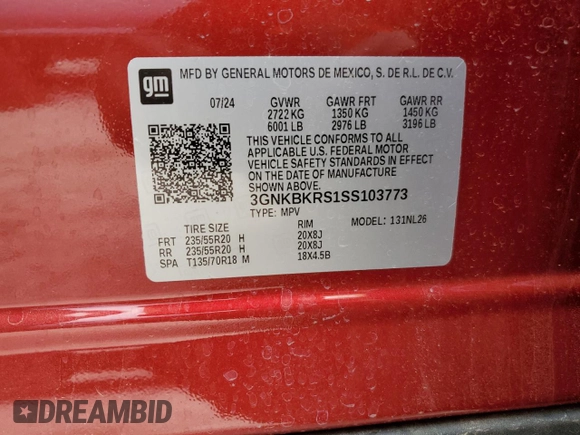 gm MFD BY GENERAL MOTORS DE MEXICO, S. DE R.L. DE C.V.
07/24 GVWR GAWR FRT GAWR RR
2722 KG 1350 KG 1450 KG
6001 LB 2976 LB 3196 LB
THIS VEHICLE CONFORMS TO ALL
APPLICABLE U.S. FEDERAL MOTOR
VEHICLE SAFETY STANDARDS IN EFFECT
ON THE DATE OF MANUFACTURE
SHOWN ABOVE.
3GNKBKRS1SS103773
TYPE: MPV MODEL: 131NL26
TIRE SIZE RIM
FRT 235/55R20 H 20X8J
RR 235/55R20 H 20X8J
SPA T135/70R18 M 18X4.5B
DREAMBID